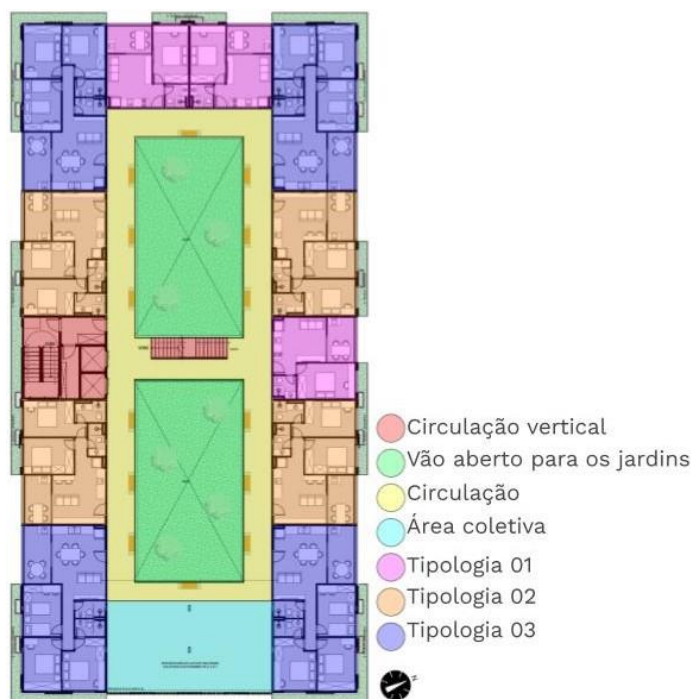 Circulação vertical
Vão aberto para os jardins
Circulação
Área coletiva
Tipologia 01
Tipologia 02
Tipologia 03